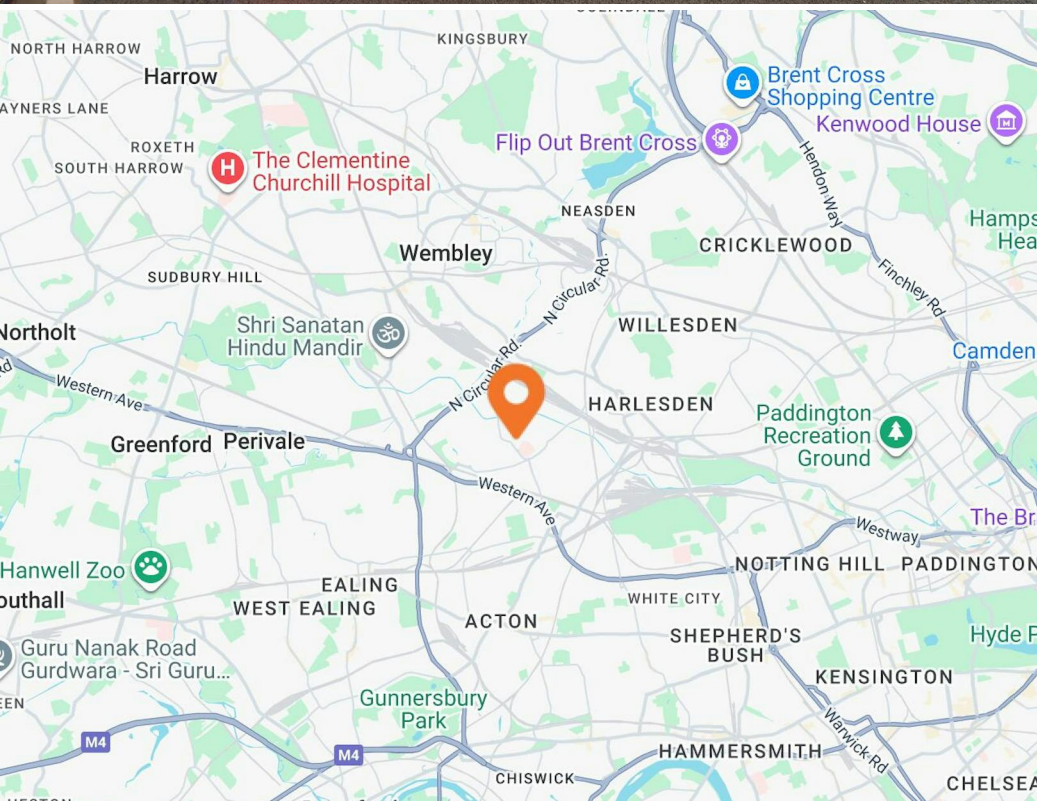 KINGSBURY
NORTH HARROW
Harrow
Brent Cross
Shopping Centre
AYNERS LANE
Kenwood House
Flip Out Brent Cross
ROXETH
SOUTH HARROW
H
The Clementine
Churchill Hospital
Hendon Way
NEASDEN
Hamps
Hea
CRICKLEWOOD
Wembley
SUDBURY HILL
N Circular Rd.
Finchley Rd
Northolt
Shri Sanatan
Hindu Mandir
WILLESDEN
N Circular Rd.
Camden
Rd
Western Ave
HARLESDEN
Paddington
Recreation
Ground
Greenford
Perivale
Western Ave
Westway
The Br
Hanwell Zoo
NOTTING HILL
PADDINGTON
outhall
EALING
WEST EALING
WHITE CITY
ACTON
SHEPHERD'S
BUSH
Hyde P
Guru Nanak Road
Gurdwara - Sri Guru...
KENSINGTON
EEN
Gunnersbury
Park
Warwick Rd
M4
M4
HAMMERSMITH
CHISWICK
CHELSEA